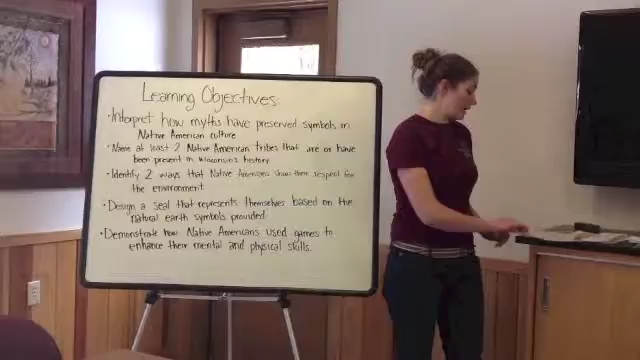 Learning Objectives:
• Interpret how myths have preserved symbols in
Native American culture
• Name at least 2 Native American tribes that are or have
been present in Wisconsin's history
• Identify 2 ways that Native Americans show their respect for
the environment
• Design a seal that represents themselves based on the
natural earth symbols provided
• Demonstrate how Native Americans used games to
enhance their mental and physical skills.